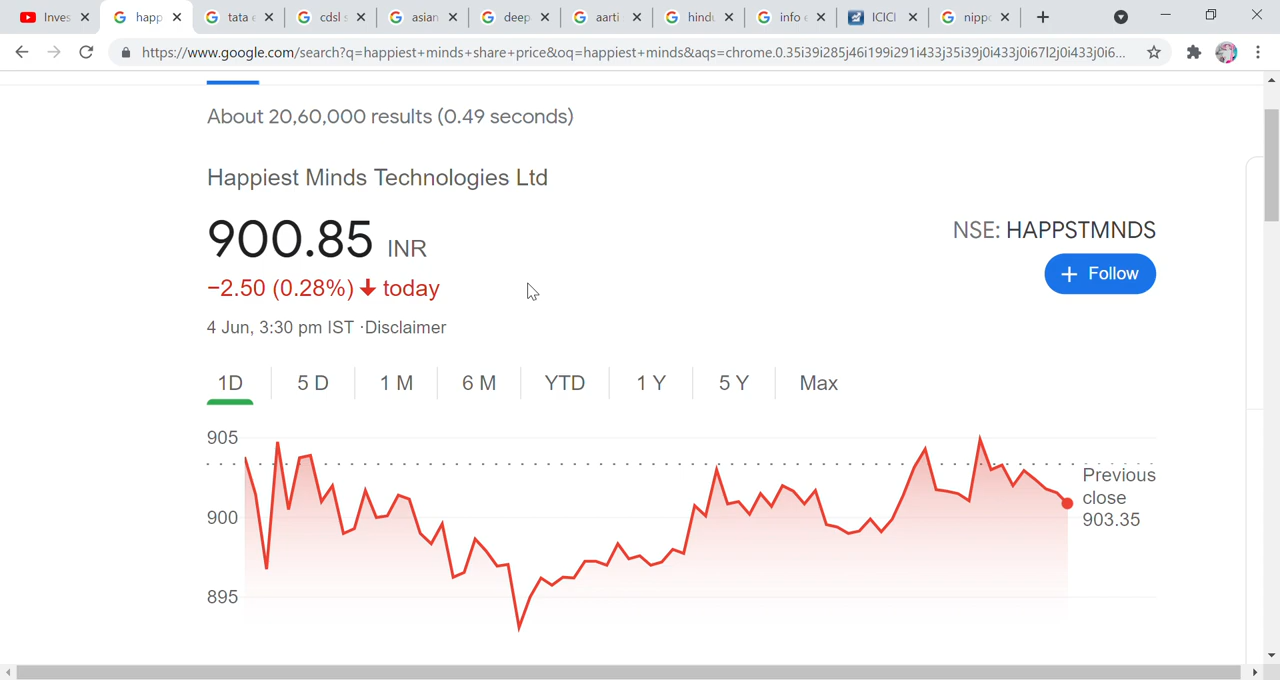 Inves
happ
tata e
cdsl s
asian
deep
aarti
hindu
info e
ICICI
nippo
https://www.google.com/search?q=happiest+minds+share+price&oq=happiest+minds&aqs=chrome.0.35i39i285j46i199i291i433j35i39j0i433j0i67l2j0i433j0i6...
About 20,60,000 results (0.49 seconds)
Happiest Minds Technologies Ltd
900.85 INR
NSE: HAPPSTMNDS
+ Follow
−2.50 (0.28%) ↓ today
4 Jun, 3:30 pm IST ·Disclaimer
1D 5 D 1 M 6 M YTD 1 Y 5 Y Max
905
900
895
Previous
close
903.35